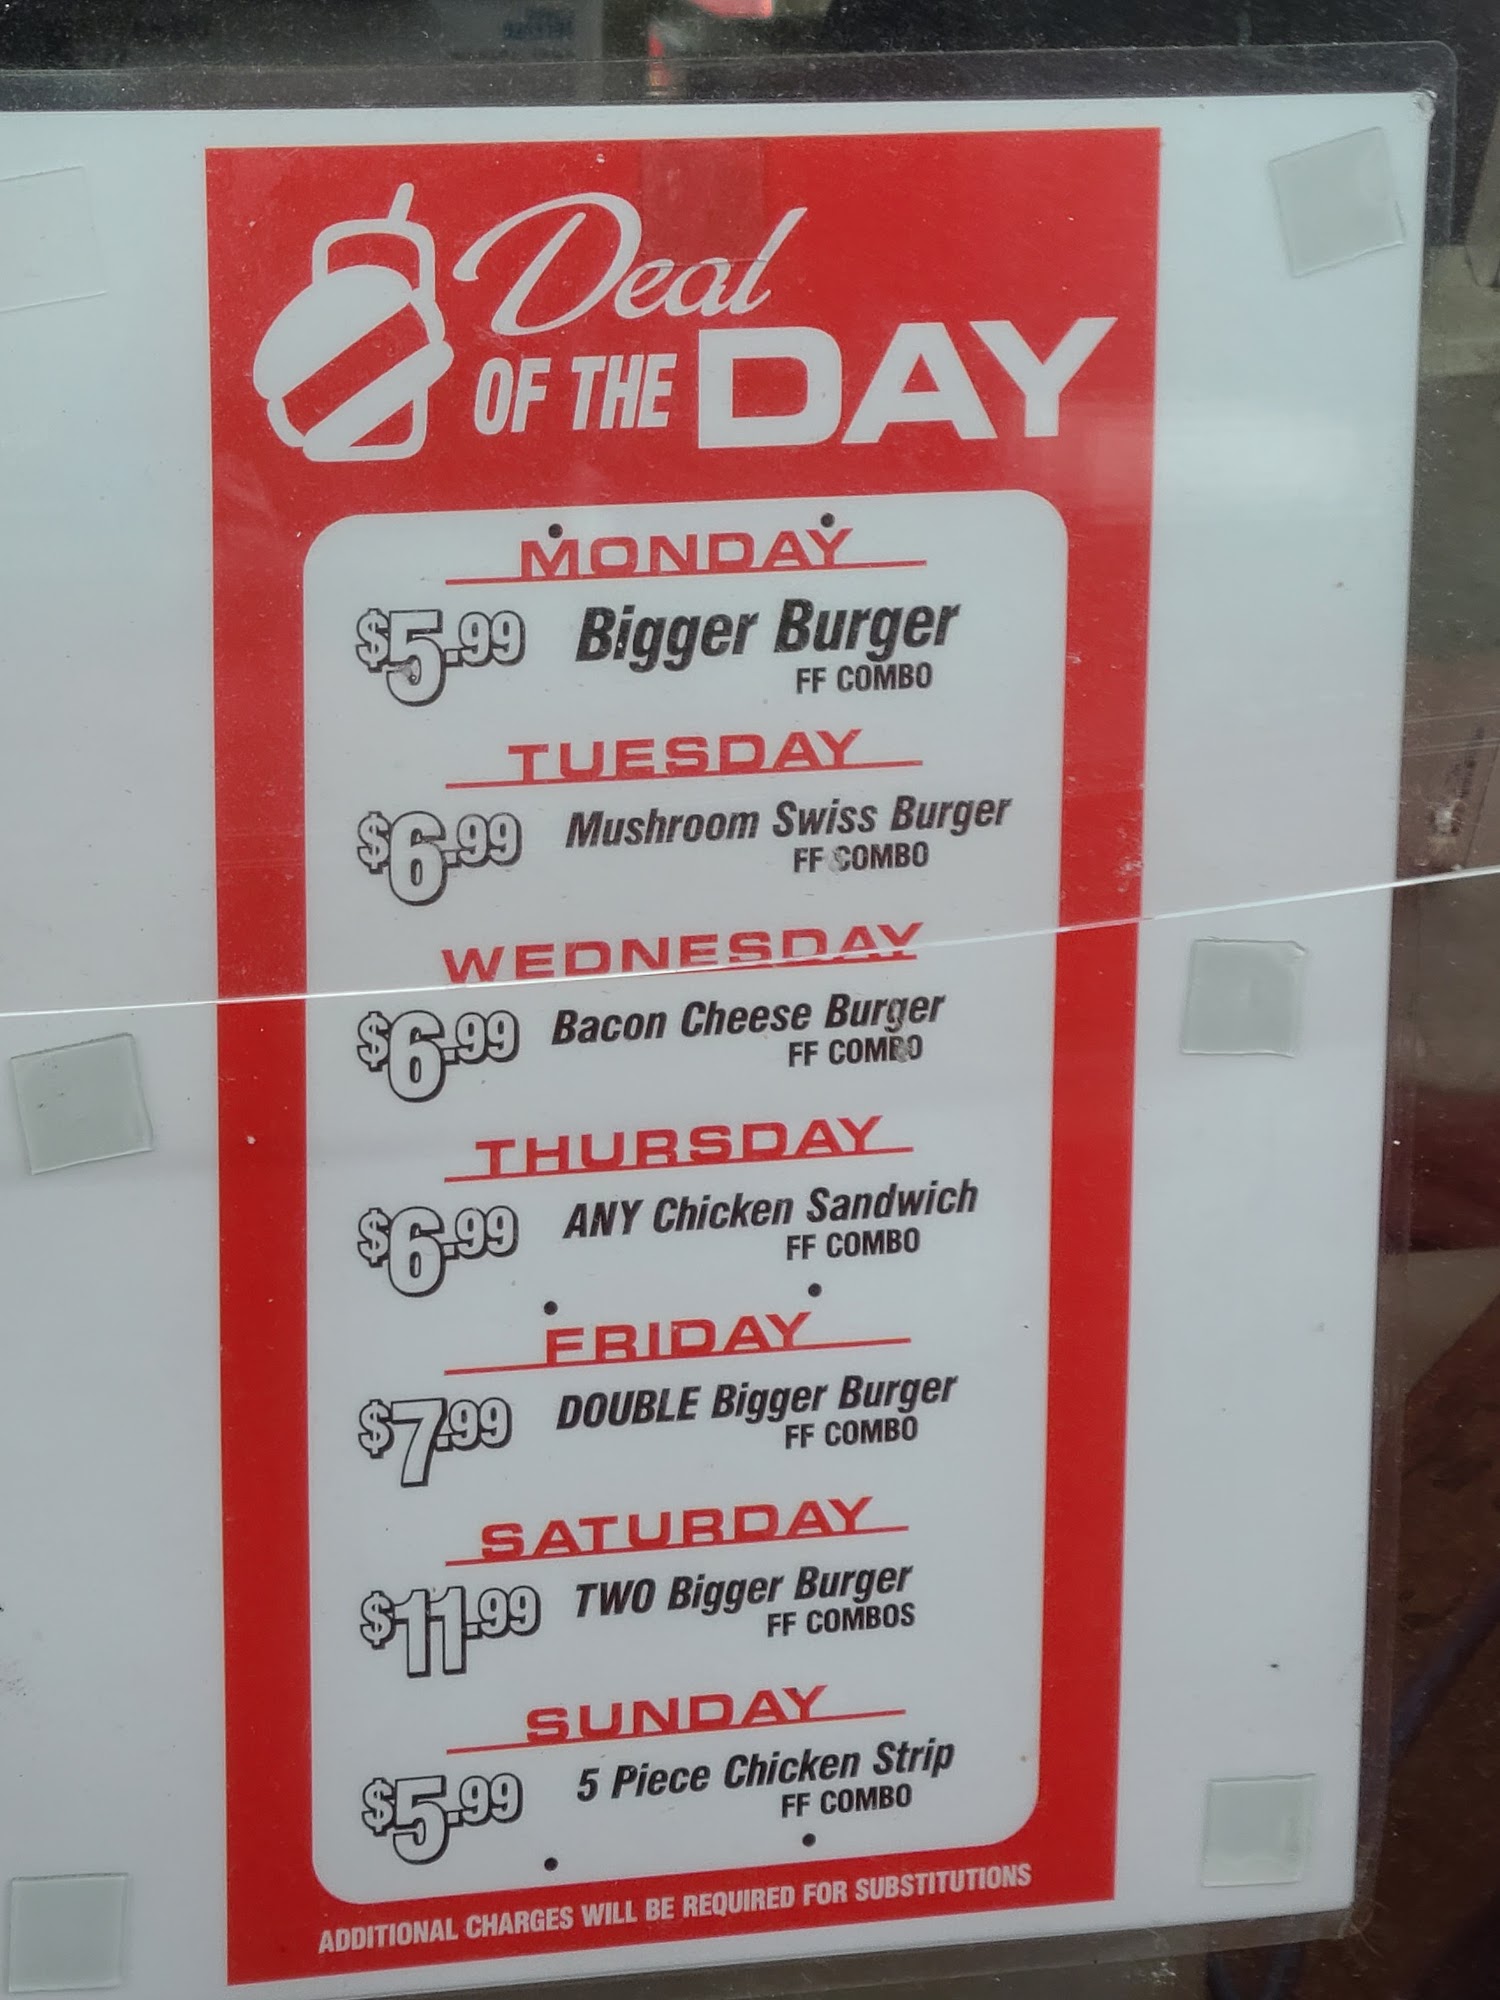 Deal
OF THE DAY
MONDAY
$5.99 Bigger Burger
FF COMBO
TUESDAY
$6.99 Mushroom Swiss Burger
FF COMBO
WEDNESDAY
$6.99 Bacon Cheese Burger
FF COMBO
THURSDAY
$6.99 ANY Chicken Sandwich
FF COMBO
FRIDAY
$7.99 DOUBLE Bigger Burger
FF COMBO
SATURDAY
$11.99 TWO Bigger Burger
FF COMBOS
SUNDAY
$5.99 5 Piece Chicken Strip
FF COMBO
ADDITIONAL CHARGES WILL BE REQUIRED FOR SUBSTITUTIONS